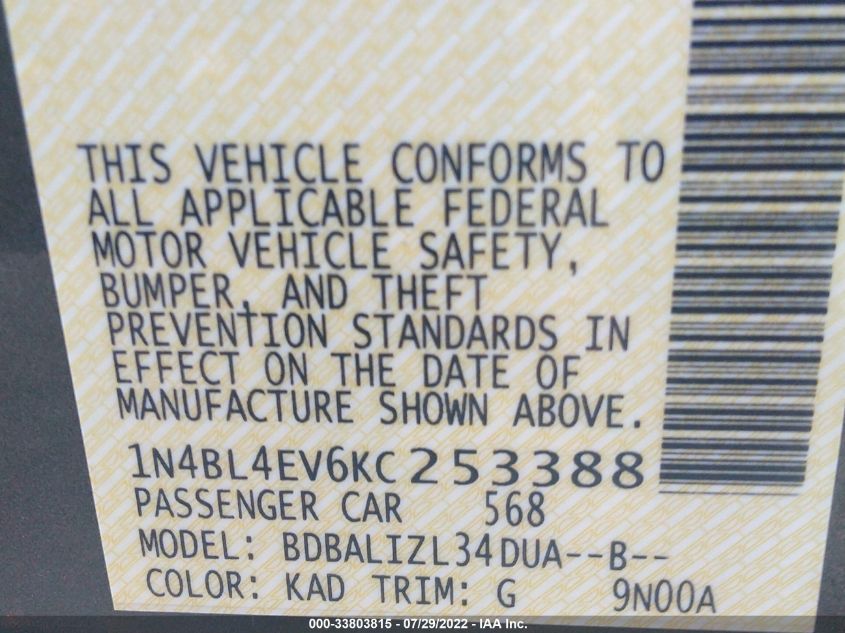 THIS VEHICLE CONFORMS TO
ALL APPLICABLE FEDERAL
MOTOR VEHICLE SAFETY,
BUMPER, AND THEFT
PREVENTION STANDARDS IN
EFFECT ON THE DATE OF
MANUFACTURE SHOWN ABOVE.
1N4BL4EV6KC253388
PASSENGER CAR 568
MODEL: BDBALIZL34DUA--B--
COLOR: KAD TRIM: G 9N00A
000-33803815 - 07/29/2022 - IAA Inc.